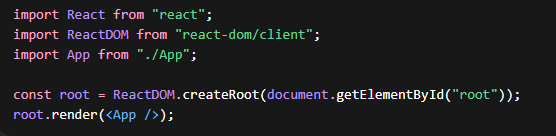 import React from "react";
import ReactDOM from "react-dom/client";
import App from "./App";
const root = ReactDOM.createRoot(document.getElementById("root"));
root.render(<App />);